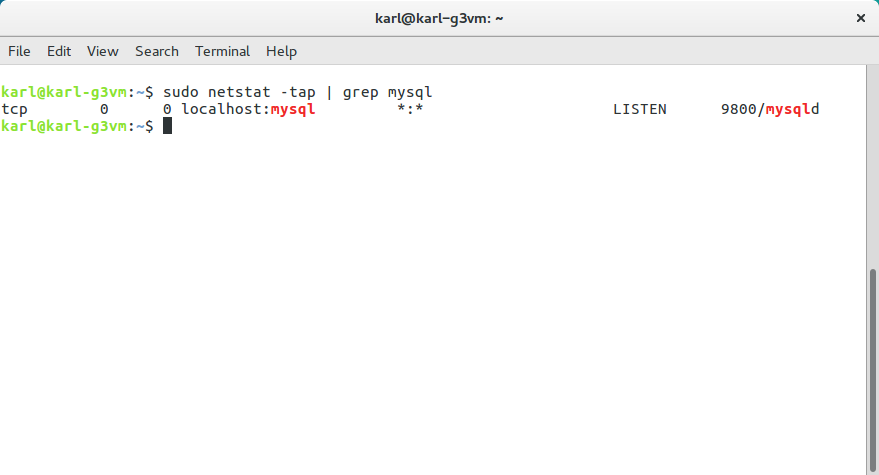 karl@karl-g3vm: ~ ×
File Edit View Search Terminal Help
karl@karl-g3vm:~$ sudo netstat -tap | grep mysql
tcp        0      0 localhost:mysql         *:*                     LISTEN      9800/mysqld
karl@karl-g3vm:~$